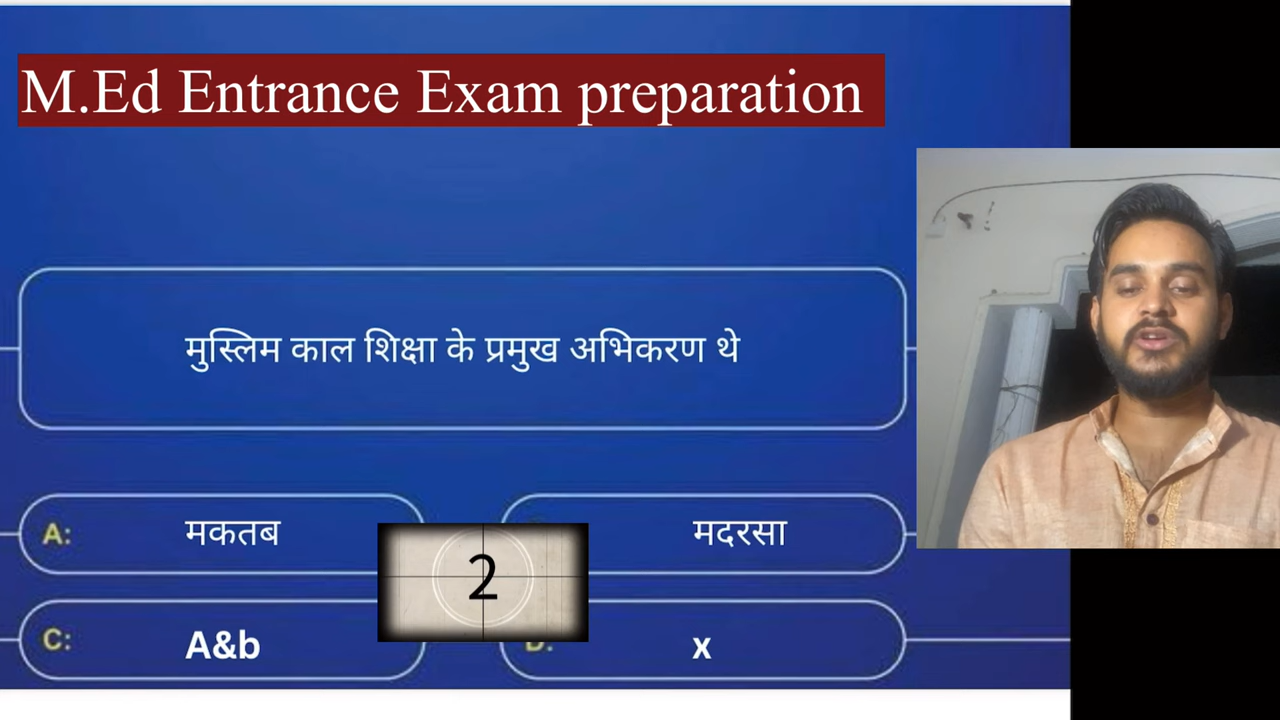 M.Ed Entrance Exam preparation
मुस्लिम काल शिक्षा के प्रमुख अभिकरण थे
A: मकतब
मदरसा
C: A&b
D: x
2